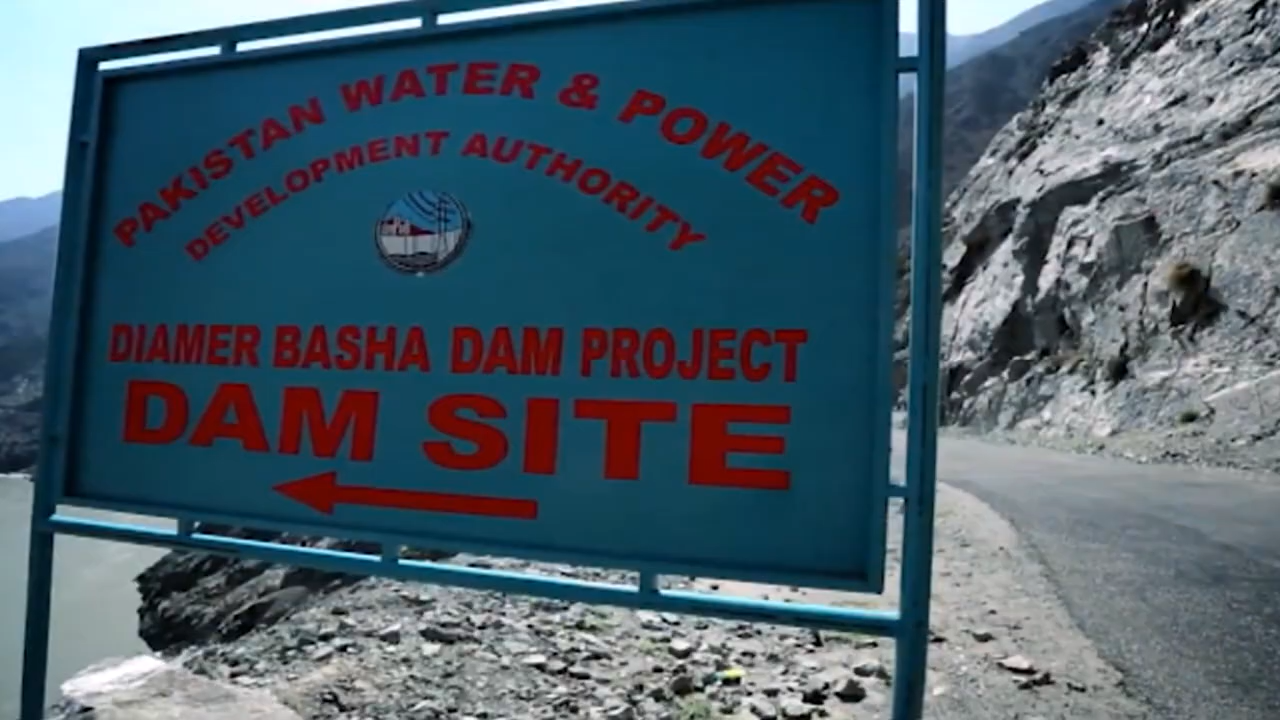 PAKISTAN WATER & POWER
DEVELOPMENT AUTHORITY
DIAMER BASHA DAM PROJECT
DAM SITE